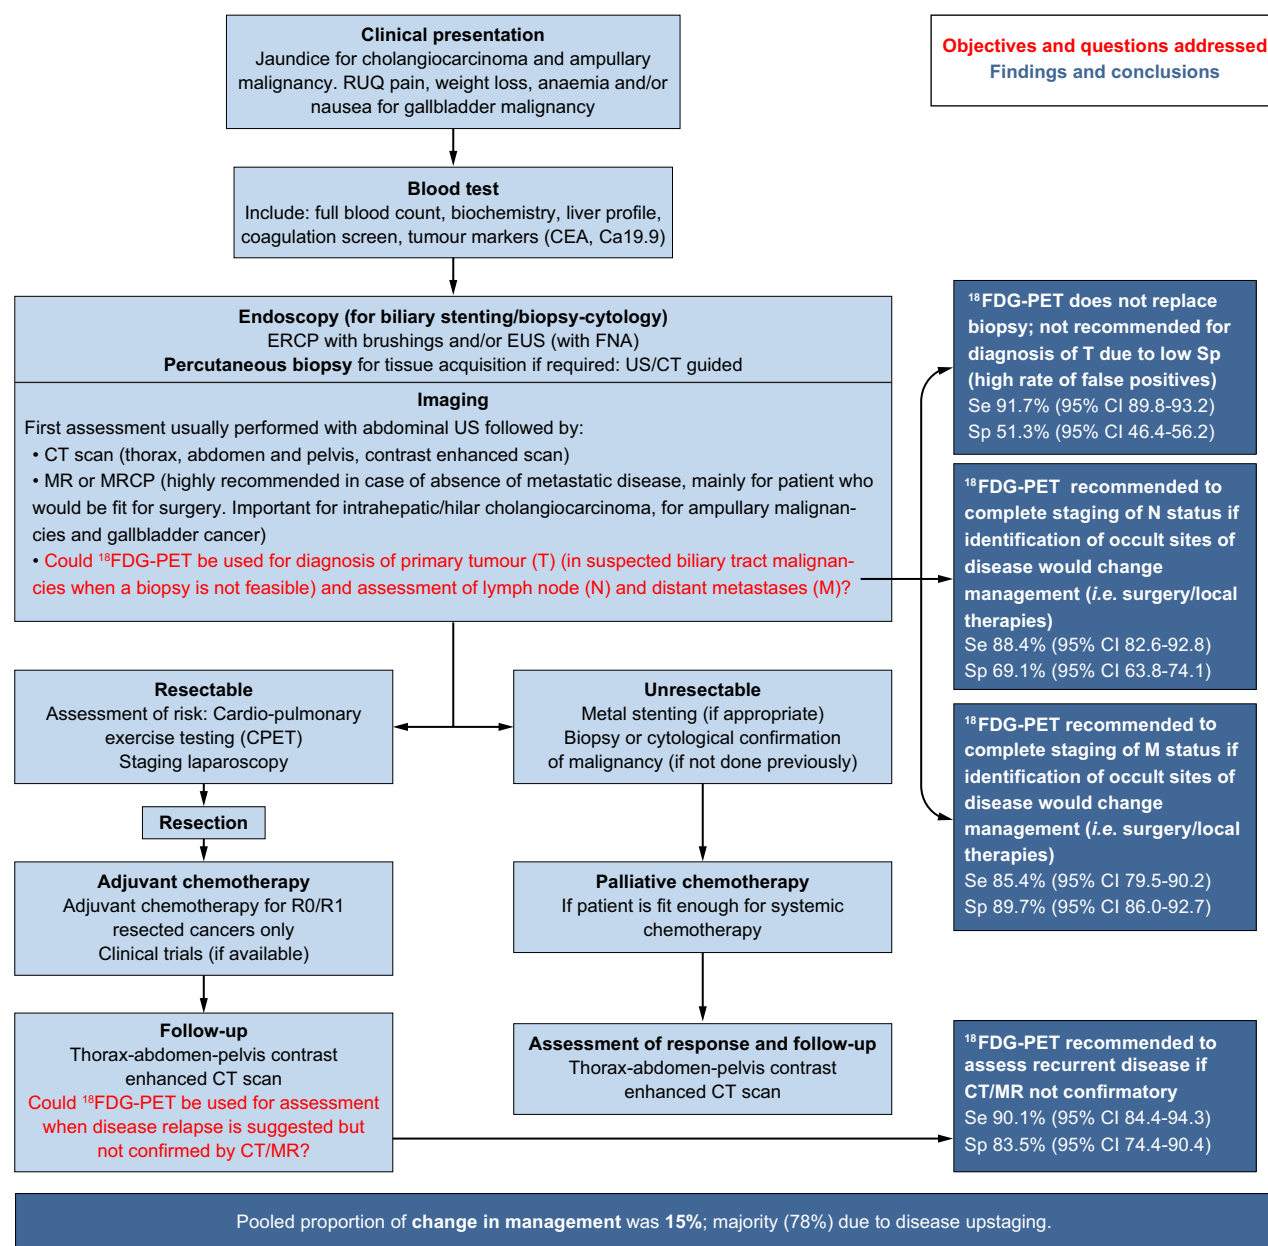 Clinical presentation
Jaundice for cholangiocarcinoma and ampullary
malignancy. RUQ pain, weight loss, anaemia and/or
nausea for gallbladder malignancy
Objectives and questions addressed
Findings and conclusions
Blood test
Include: full blood count, biochemistry, liver profile,
coagulation screen, tumour markers (CEA, Ca19.9)
Endoscopy (for biliary stenting/biopsy-cytology)
ERCP with brushings and/or EUS (with FNA)
Percutaneous biopsy for tissue acquisition if required: US/CT guided
Imaging
First assessment usually performed with abdominal US followed by:
• CT scan (thorax, abdomen and pelvis, contrast enhanced scan)
• MR or MRCP (highly recommended in case of absence of metastatic disease, mainly for patient who
would be fit for surgery. Important for intrahepatic/hilar cholangiocarcinoma, for ampullary malignan-
cies and gallbladder cancer)
• Could ¹⁸FDG-PET be used for diagnosis of primary tumour (T) (in suspected biliary tract malignan-
cies when a biopsy is not feasible) and assessment of lymph node (N) and distant metastases (M)?
¹⁸FDG-PET does not replace
biopsy; not recommended for
diagnosis of T due to low Sp
(high rate of false positives)
Se 91.7% (95% CI 89.8-93.2)
Sp 51.3% (95% CI 46.4-56.2)
¹⁸FDG-PET recommended to
complete staging of N status if
identification of occult sites of
disease would change
management (i.e. surgery/local
therapies)
Se 88.4% (95% CI 82.6-92.8)
Sp 69.1% (95% CI 63.8-74.1)
¹⁸FDG-PET recommended to
complete staging of M status if
identification of occult sites of
disease would change
management (i.e. surgery/local
therapies)
Se 85.4% (95% CI 79.5-90.2)
Sp 89.7% (95% CI 86.0-92.7)
Resectable
Assessment of risk: Cardio-pulmonary
exercise testing (CPET)
Staging laparoscopy
Unresectable
Metal stenting (if appropriate)
Biopsy or cytological confirmation
of malignancy (if not done previously)
Resection
Adjuvant chemotherapy
Adjuvant chemotherapy for R0/R1
resected cancers only
Clinical trials (if available)
Palliative chemotherapy
If patient is fit enough for systemic
chemotherapy
Follow-up
Thorax-abdomen-pelvis contrast
enhanced CT scan
Could ¹⁸FDG-PET be used for assessment
when disease relapse is suggested but
not confirmed by CT/MR?
Assessment of response and follow-up
Thorax-abdomen-pelvis contrast
enhanced CT scan
¹⁸FDG-PET recommended to
assess recurrent disease if
CT/MR not confirmatory
Se 90.1% (95% CI 84.4-94.3)
Sp 83.5% (95% CI 74.4-90.4)
Pooled proportion of change in management was 15%; majority (78%) due to disease upstaging.